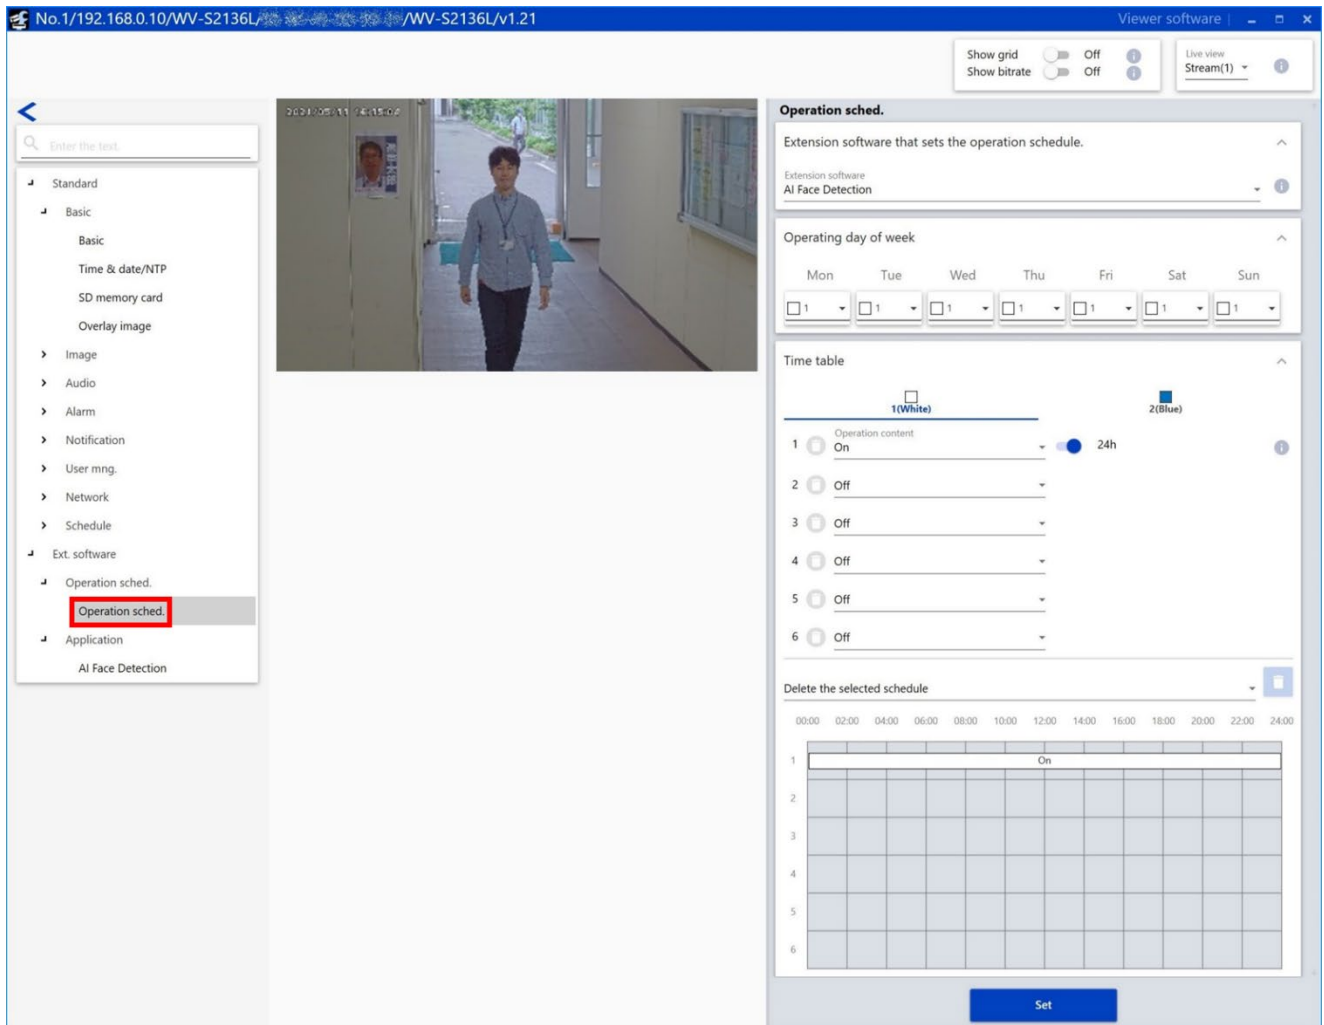 No.1/192.168.0.10/WV-S2136L/ /WV-S2136L/v1.21
Viewer software
Show grid Off
Show bitrate Off
Live view
Stream(1)
Enter the text.
Standard
Basic
Basic
Time & date/NTP
SD memory card
Overlay image
Image
Audio
Alarm
Notification
User mng.
Network
Schedule
Ext. software
Operation sched.
Operation sched.
Application
AI Face Detection
Operation sched.
Extension software that sets the operation schedule.
Extension software
AI Face Detection
Operating day of week
Mon Tue Wed Thu Fri Sat Sun
1 1 1 1 1 1 1
Time table
1(White) 2(Blue)
Operation content
1 On 24h
2 Off
3 Off
4 Off
5 Off
6 Off
Delete the selected schedule
00:00 02:00 04:00 06:00 08:00 10:00 12:00 14:00 16:00 18:00 20:00 22:00 24:00
1 On
2
3
4
5
6
Set